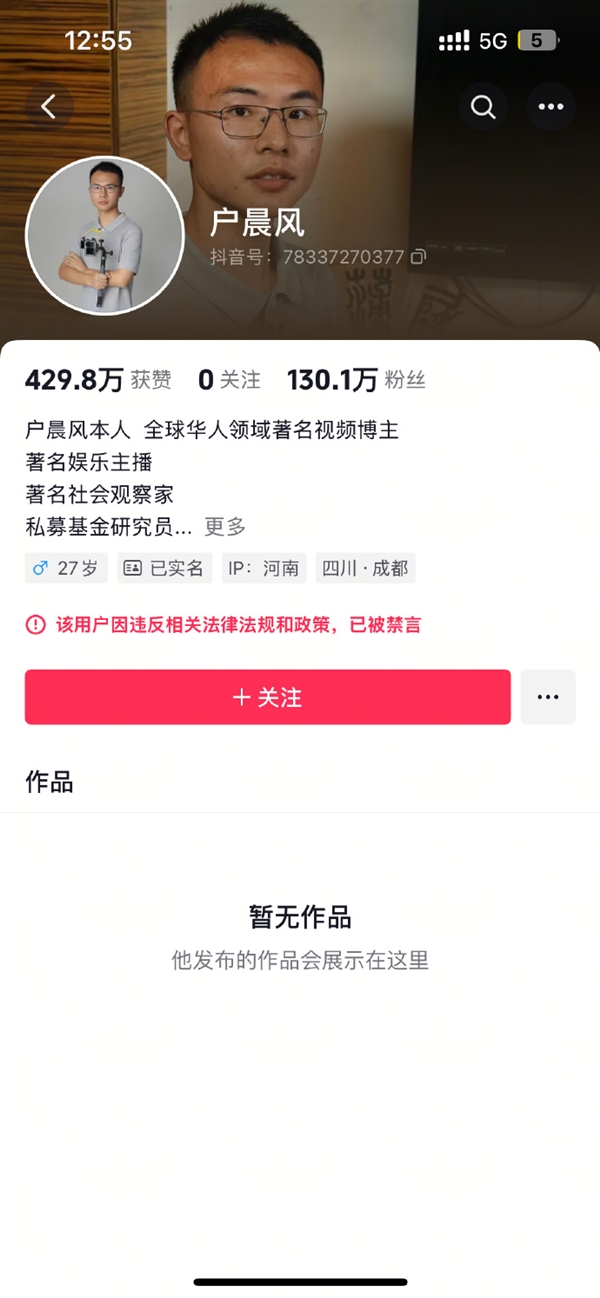 12:55
5G
5
户晨风
抖音号：78337270377
429.8万 获赞 0 关注 130.1万 粉丝
户晨风本人 全球华人领域著名视频博主
著名娱乐主播
著名社会观察家
私募基金研究员... 更多
27岁 已实名 IP：河南 四川·成都
该用户因违反相关法律法规和政策，已被禁言
+ 关注
作品
暂无作品
他发布的作品会展示在这里